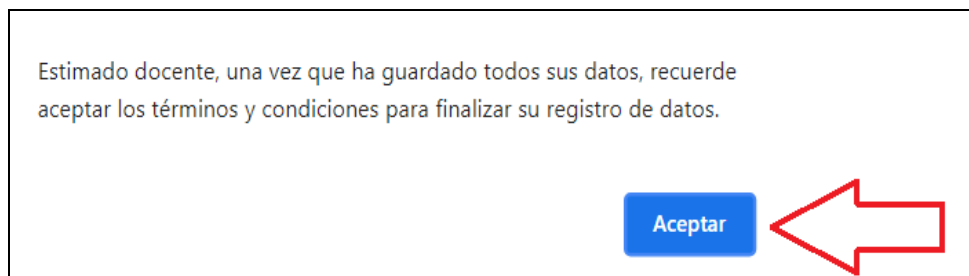 Estimado docente, una vez que ha guardado todos sus datos, recuerde
aceptar los términos y condiciones para finalizar su registro de datos.
Aceptar